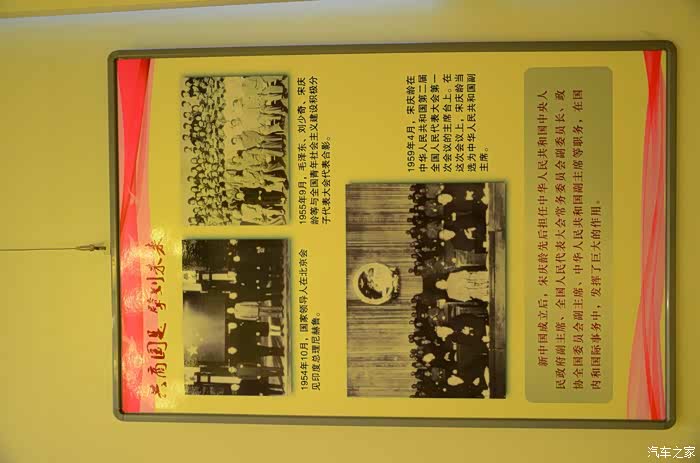 共商国是 擘划未来
1954年10月，国家领导人在北京会
见印度总理尼赫鲁。
1955年9月，毛泽东、刘少奇、宋庆
龄等与全国青年社会主义建设积极分
子代表大会代表合影。
1959年4月，宋庆龄在
中华人民共和国第二届
全国人民代表大会第一
次会议的主席台上。在
这次会议上，宋庆龄当
选为中华人民共和国副
主席。
新中国成立后，宋庆龄先后担任中华人民共和国中央人
民政府副主席、全国人民代表大会常务委员会副委员长、政
协全国委员会副主席、中华人民共和国副主席等职务，在国
内和国际事务中，发挥了巨大的作用。
汽车之家